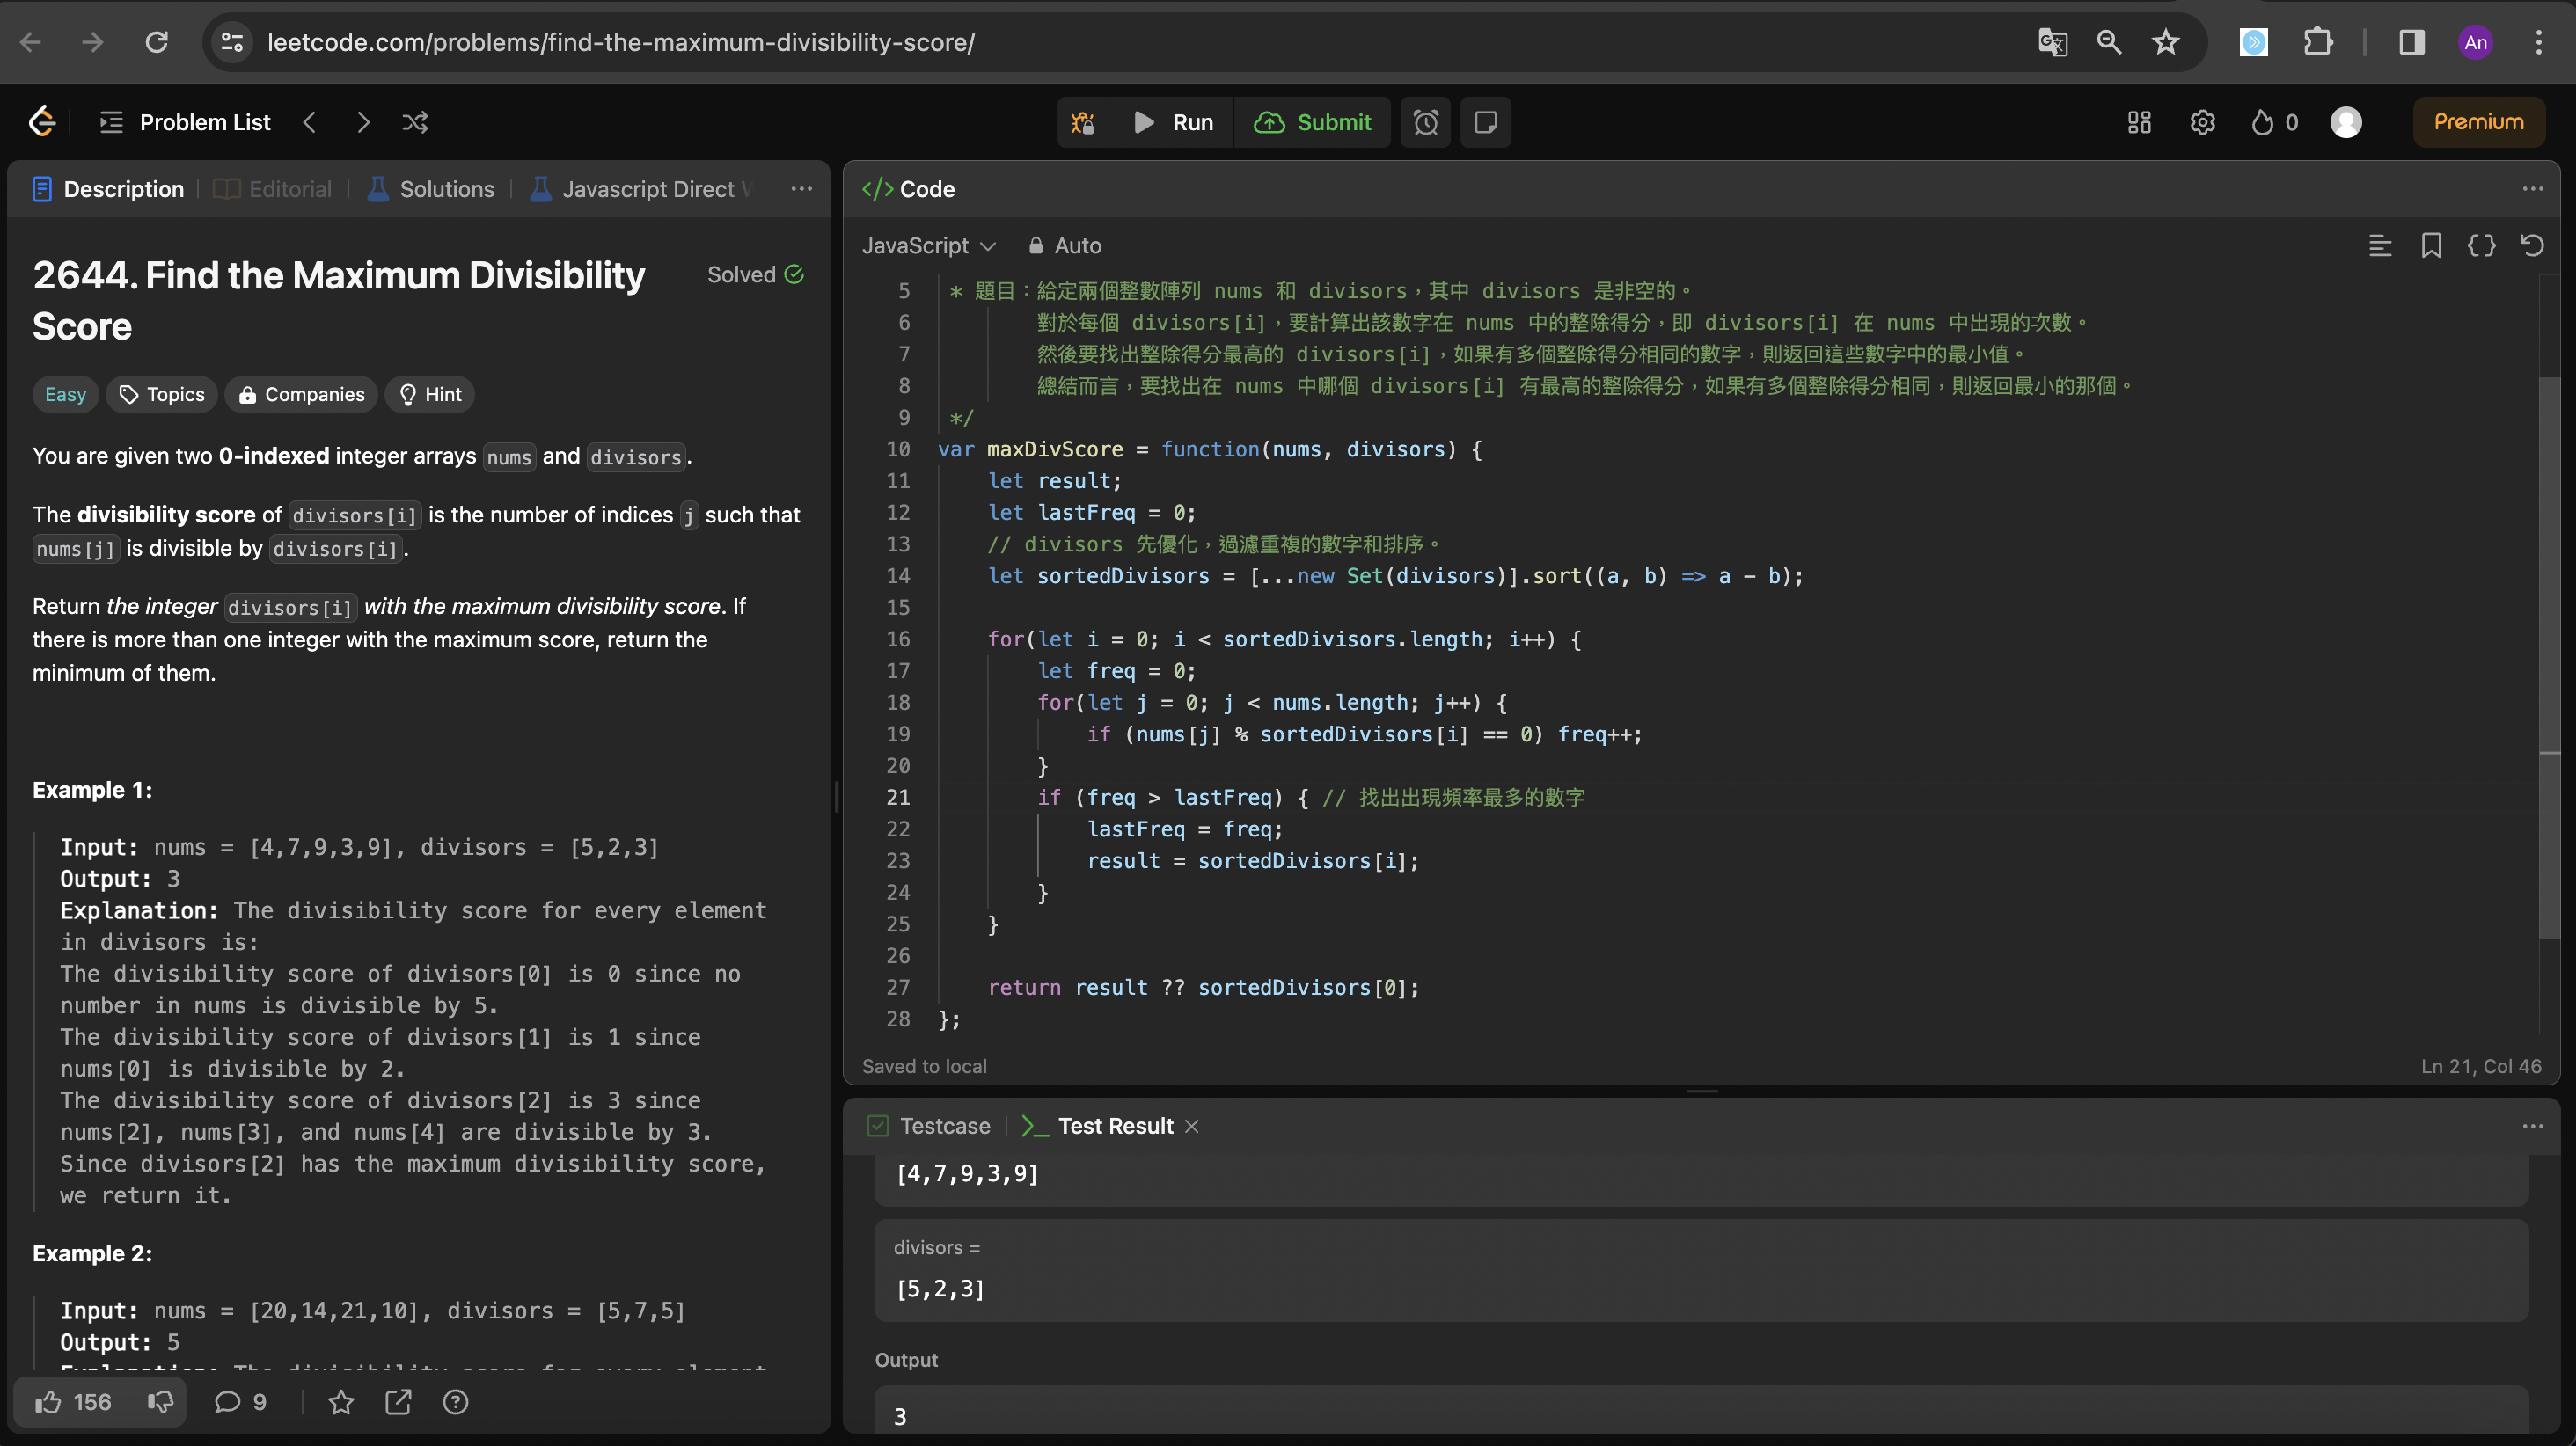 leetcode.com/problems/find-the-maximum-divisibility-score/
An
Problem List
Run
Submit
0
Premium
Description
Editorial
Solutions
Javascript Direct
2644. Find the Maximum Divisibility
Score
Solved
Easy
Topics
Companies
Hint
You are given two 0-indexed integer arrays nums and divisors.
The divisibility score of divisors[i] is the number of indices j such that
nums[j] is divisible by divisors[i].
Return the integer divisors[i] with the maximum divisibility score. If
there is more than one integer with the maximum score, return the
minimum of them.
Example 1:
Input: nums = [4,7,9,3,9], divisors = [5,2,3]
Output: 3
Explanation: The divisibility score for every element
in divisors is:
The divisibility score of divisors[0] is 0 since no
number in nums is divisible by 5.
The divisibility score of divisors[1] is 1 since
nums[0] is divisible by 2.
The divisibility score of divisors[2] is 3 since
nums[2], nums[3], and nums[4] are divisible by 3.
Since divisors[2] has the maximum divisibility score,
we return it.
Example 2:
Input: nums = [20,14,21,10], divisors = [5,7,5]
Output: 5
Explanation: The divisibility score for every element
156
9
Code
JavaScript
Auto
5 * 題目：給定兩個整數陣列 nums 和 divisors，其中 divisors 是非空的。
6 對於每個 divisors[i]，要計算出該數字在 nums 中的整除得分，即 divisors[i] 在 nums 中出現的次數。
7 然後要找出整除得分最高的 divisors[i]，如果有多個整除得分相同的數字，則返回這些數字中的最小值。
8 總結而言，要找出在 nums 中哪個 divisors[i] 有最高的整除得分，如果有多個整除得分相同，則返回最小的那個。
9 */
10 var maxDivScore = function(nums, divisors) {
11 let result;
12 let lastFreq = 0;
13 // divisors 先優化，過濾重複的數字和排序。
14 let sortedDivisors = [...new Set(divisors)].sort((a, b) => a - b);
15
16 for(let i = 0; i < sortedDivisors.length; i++) {
17 let freq = 0;
18 for(let j = 0; j < nums.length; j++) {
19 if (nums[j] % sortedDivisors[i] == 0) freq++;
20 }
21 if (freq > lastFreq) { // 找出出現頻率最多的數字
22 lastFreq = freq;
23 result = sortedDivisors[i];
24 }
25 }
26
27 return result ?? sortedDivisors[0];
28 };
Saved to local
Ln 21, Col 46
Testcase
Test Result
[4,7,9,3,9]
divisors =
[5,2,3]
Output
3